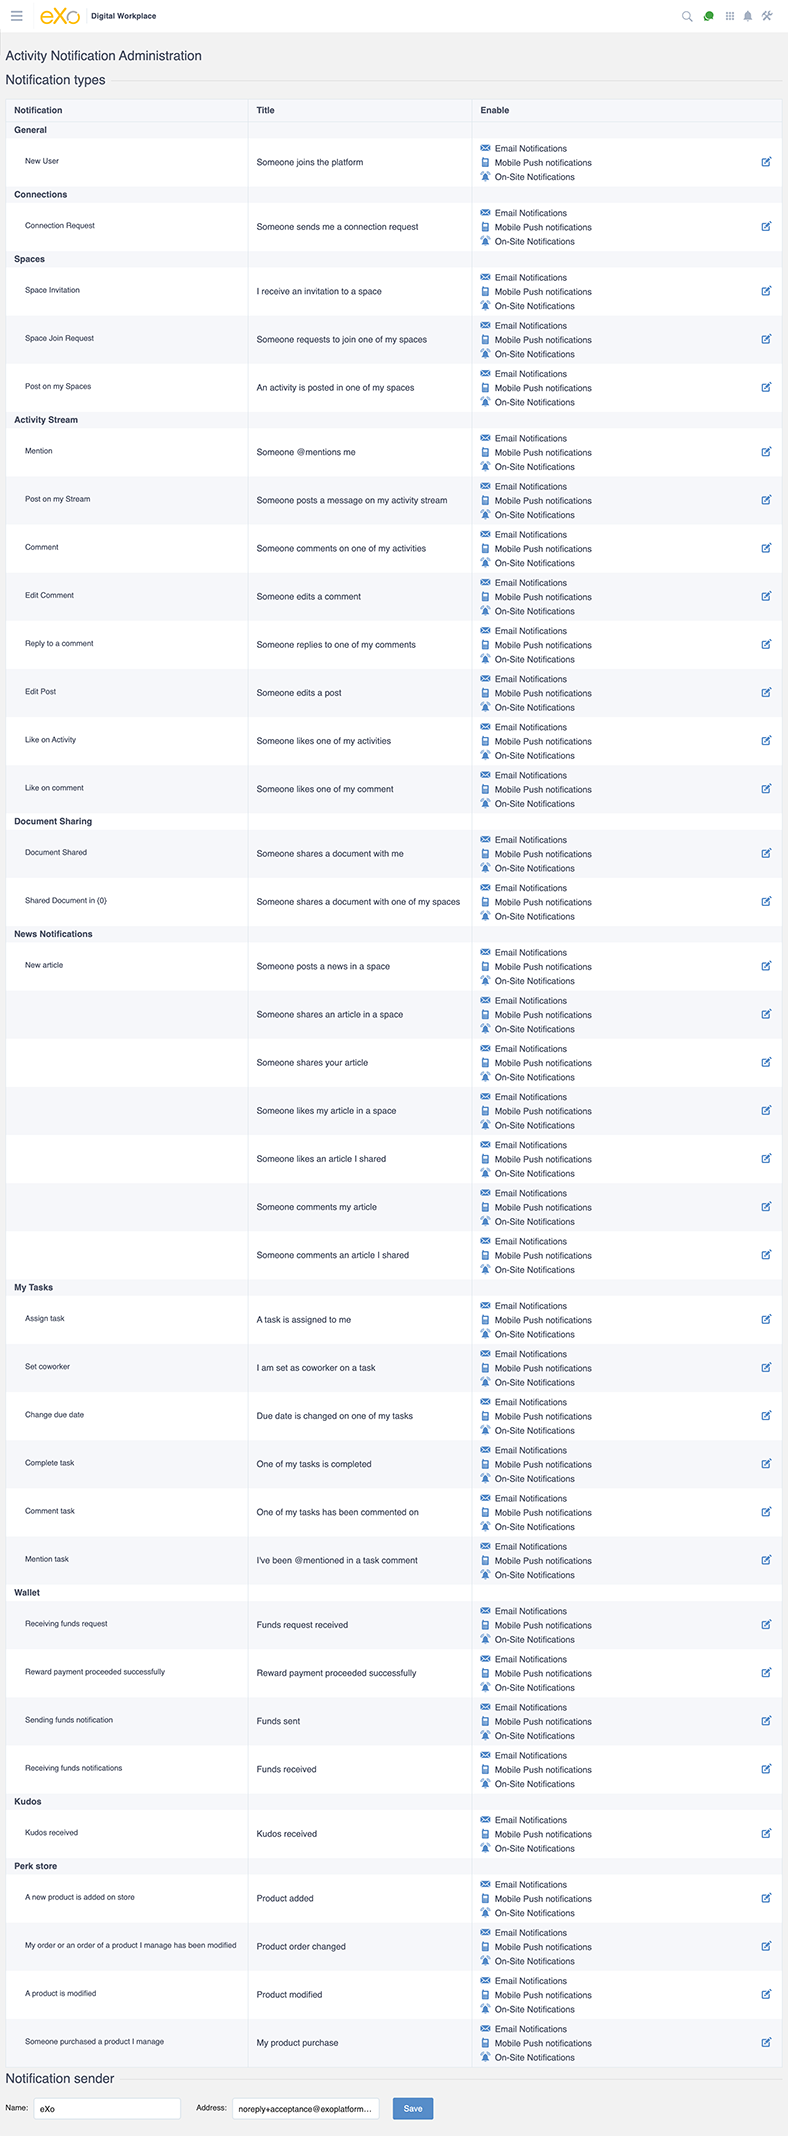 eXo Digital Workplace
Activity Notification Administration
Notification types
Notification Title Enable
General
New User
Someone joins the platform
Email Notifications
Mobile Push notifications
On-Site Notifications
Connections
Connection Request
Someone sends me a connection request
Email Notifications
Mobile Push notifications
On-Site Notifications
Spaces
Space Invitation
I receive an invitation to a space
Email Notifications
Mobile Push notifications
On-Site Notifications
Space Join Request
Someone requests to join one of my spaces
Email Notifications
Mobile Push notifications
On-Site Notifications
Post on my Spaces
An activity is posted in one of my spaces
Email Notifications
Mobile Push notifications
On-Site Notifications
Activity Stream
Mention
Someone @mentions me
Email Notifications
Mobile Push notifications
On-Site Notifications
Post on my Stream
Someone posts a message on my activity stream
Email Notifications
Mobile Push notifications
On-Site Notifications
Comment
Someone comments on one of my activities
Email Notifications
Mobile Push notifications
On-Site Notifications
Edit Comment
Someone edits a comment
Email Notifications
Mobile Push notifications
On-Site Notifications
Reply to a comment
Someone replies to one of my comments
Email Notifications
Mobile Push notifications
On-Site Notifications
Edit Post
Someone edits a post
Email Notifications
Mobile Push notifications
On-Site Notifications
Like on Activity
Someone likes one of my activities
Email Notifications
Mobile Push notifications
On-Site Notifications
Like on comment
Someone likes one of my comment
Email Notifications
Mobile Push notifications
On-Site Notifications
Document Sharing
Document Shared
Someone shares a document with me
Email Notifications
Mobile Push notifications
On-Site Notifications
Shared Document in {0}
Someone shares a document with one of my spaces
Email Notifications
Mobile Push notifications
On-Site Notifications
News Notifications
New article
Someone posts a news in a space
Email Notifications
Mobile Push notifications
On-Site Notifications
Someone shares an article in a space
Email Notifications
Mobile Push notifications
On-Site Notifications
Someone shares your article
Email Notifications
Mobile Push notifications
On-Site Notifications
Someone likes my article in a space
Email Notifications
Mobile Push notifications
On-Site Notifications
Someone likes an article I shared
Email Notifications
Mobile Push notifications
On-Site Notifications
Someone comments my article
Email Notifications
Mobile Push notifications
On-Site Notifications
Someone comments an article I shared
Email Notifications
Mobile Push notifications
On-Site Notifications
My Tasks
Assign task
A task is assigned to me
Email Notifications
Mobile Push notifications
On-Site Notifications
Set coworker
I am set as coworker on a task
Email Notifications
Mobile Push notifications
On-Site Notifications
Change due date
Due date is changed on one of my tasks
Email Notifications
Mobile Push notifications
On-Site Notifications
Complete task
One of my tasks is completed
Email Notifications
Mobile Push notifications
On-Site Notifications
Comment task
One of my tasks has been commented on
Email Notifications
Mobile Push notifications
On-Site Notifications
Mention task
I've been @mentioned in a task comment
Email Notifications
Mobile Push notifications
On-Site Notifications
Wallet
Receiving funds request
Funds request received
Email Notifications
Mobile Push notifications
On-Site Notifications
Reward payment proceeded successfully
Reward payment proceeded successfully
Email Notifications
Mobile Push notifications
On-Site Notifications
Sending funds notification
Funds sent
Email Notifications
Mobile Push notifications
On-Site Notifications
Receiving funds notifications
Funds received
Email Notifications
Mobile Push notifications
On-Site Notifications
Kudos
Kudos received
Kudos received
Email Notifications
Mobile Push notifications
On-Site Notifications
Perk store
A new product is added on store
Product added
Email Notifications
Mobile Push notifications
On-Site Notifications
My order or an order of a product I manage has been modified
Product order changed
Email Notifications
Mobile Push notifications
On-Site Notifications
A product is modified
Product modified
Email Notifications
Mobile Push notifications
On-Site Notifications
Someone purchased a product I manage
My product purchase
Email Notifications
Mobile Push notifications
On-Site Notifications
Notification sender
Name: eXo Address: noreply+acceptance@exoplatform... Save